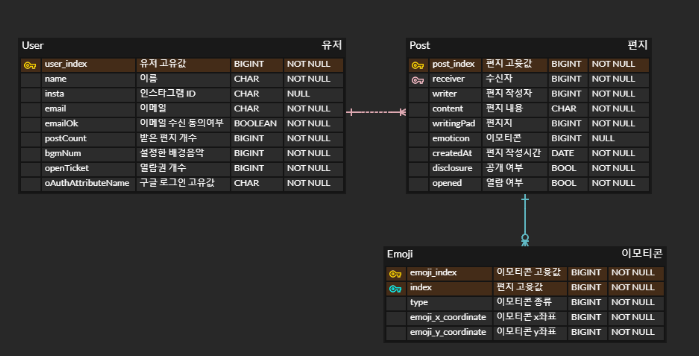 User 유저
user_index 유저 고유값 BIGINT NOT NULL
name 이름 CHAR NOT NULL
insta 인스타그램 ID CHAR NULL
email 이메일 CHAR NOT NULL
emailOk 이메일 수신 동의여부 BOOLEAN NOT NULL
postCount 받은 편지 개수 BIGINT NOT NULL
bgmNum 설정한 배경음악 BIGINT NOT NULL
openTicket 열람권 개수 BIGINT NOT NULL
oAuthAttributeName 구글 로그인 고유값 CHAR NOT NULL
Post 편지
post_index 편지 고윳값 BIGINT NOT NULL
receiver 수신자 BIGINT NOT NULL
writer 편지 작성자 BIGINT NOT NULL
content 편지 내용 CHAR NOT NULL
writingPad 편지지 BIGINT NOT NULL
emoticon 이모티콘 BIGINT NULL
createdAt 편지 작성시간 DATE NOT NULL
disclosure 공개 여부 BOOL NOT NULL
opened 열람 여부 BOOL NOT NULL
Emoji 이모티콘
emoji_index 이모티콘 고윳값 BIGINT NOT NULL
index 편지 고윳값 BIGINT NOT NULL
type 이모티콘 종류 BIGINT NOT NULL
emoji_x_coordinate 이모티콘 x좌표 BIGINT NOT NULL
emoji_y_coordinate 이모티콘 y좌표 BIGINT NOT NULL